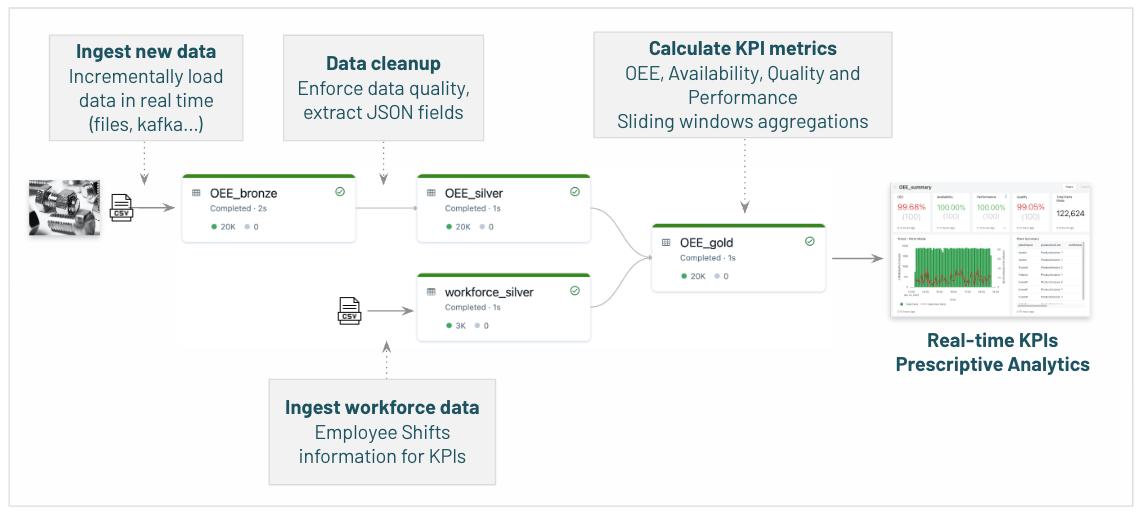 Ingest new data
Incrementally load
data in real time
(files, kafka...)
Data cleanup
Enforce data quality,
extract JSON fields
Calculate KPI metrics
OEE, Availability, Quality and
Performance
Sliding windows aggregations
CSV
OEE_bronze
Completed · 2s
20K 0
OEE_silver
Completed · 1s
20K 0
OEE_gold
Completed · 1s
20K 0
CSV
workforce_silver
Completed · 1s
3K 0
OEE_summary
OEE
99.68%
(100)
Availability
100.00%
(100)
Performance
100.00%
(100)
Quality
99.05%
(100)
122,624
Real-time KPIs
Prescriptive Analytics
Ingest workforce data
Employee Shifts
information for KPIs